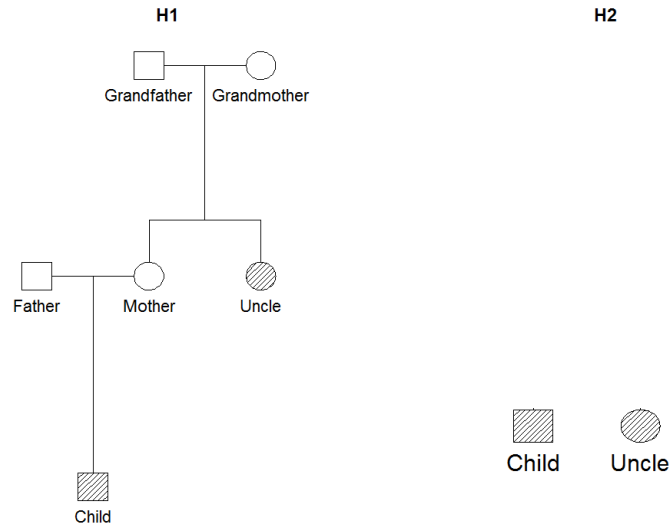 H1 H2
Grandfather Grandmother
Father Mother Uncle
Child Uncle
Child